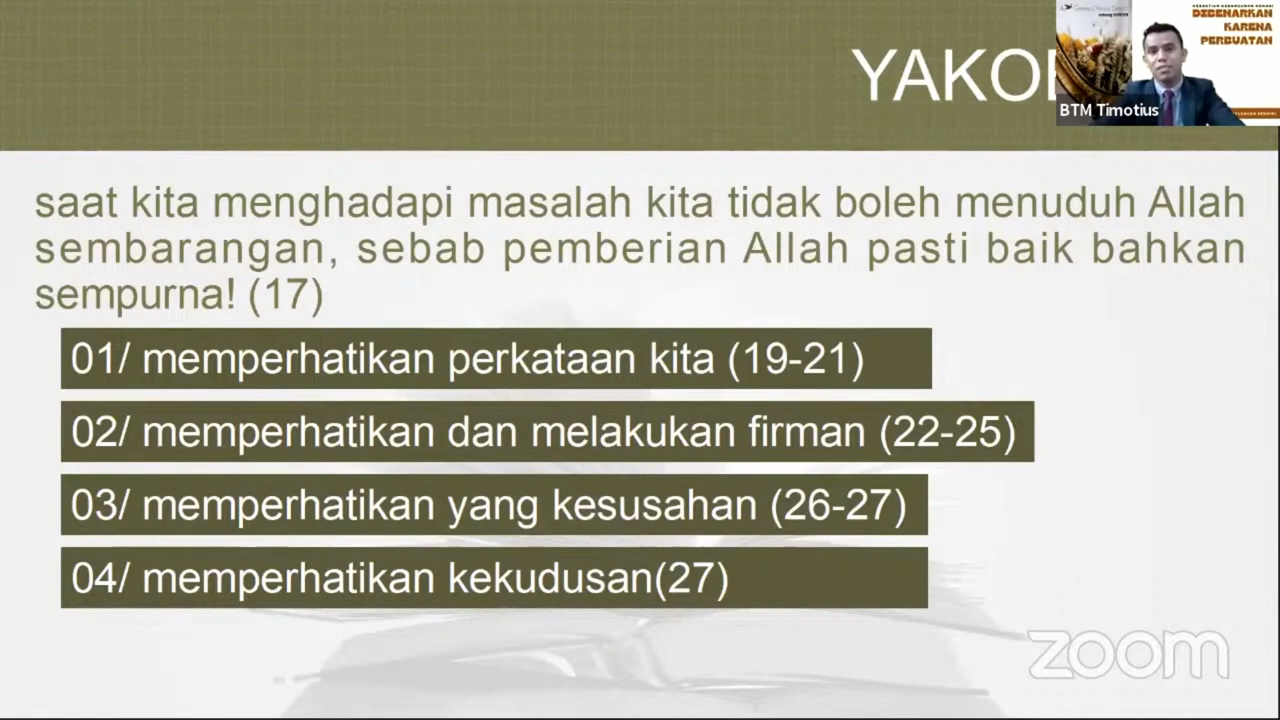 YAKO
DIBENARKAN
KARENA
PERBUATAN
BTM Timotius
saat kita menghadapi masalah kita tidak boleh menuduh Allah
sembarangan, sebab pemberian Allah pasti baik bahkan
sempurna! (17)
01/ memperhatikan perkataan kita (19-21)
02/ memperhatikan dan melakukan firman (22-25)
03/ memperhatikan yang kesusahan (26-27)
04/ memperhatikan kekudusan(27)
zoom